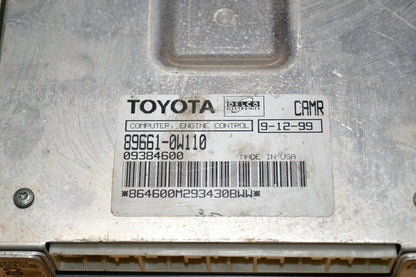 TOYOTA DELCO ELECTRONICS CAMR
COMPUTER, ENGINE CONTROL 9-12-99
89661-0W110
09384600 MADE IN USA
*864600M293430BWW*